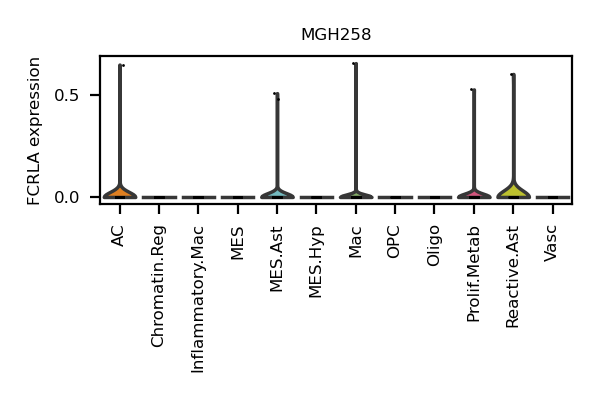 MGH258
FCRLA expression
0.5
0.0
AC
Chromatin.Reg
Inflammatory.Mac
MES
MES.Ast
MES.Hyp
Mac
OPC
Oligo
Prolif.Metab
Reactive.Ast
Vasc